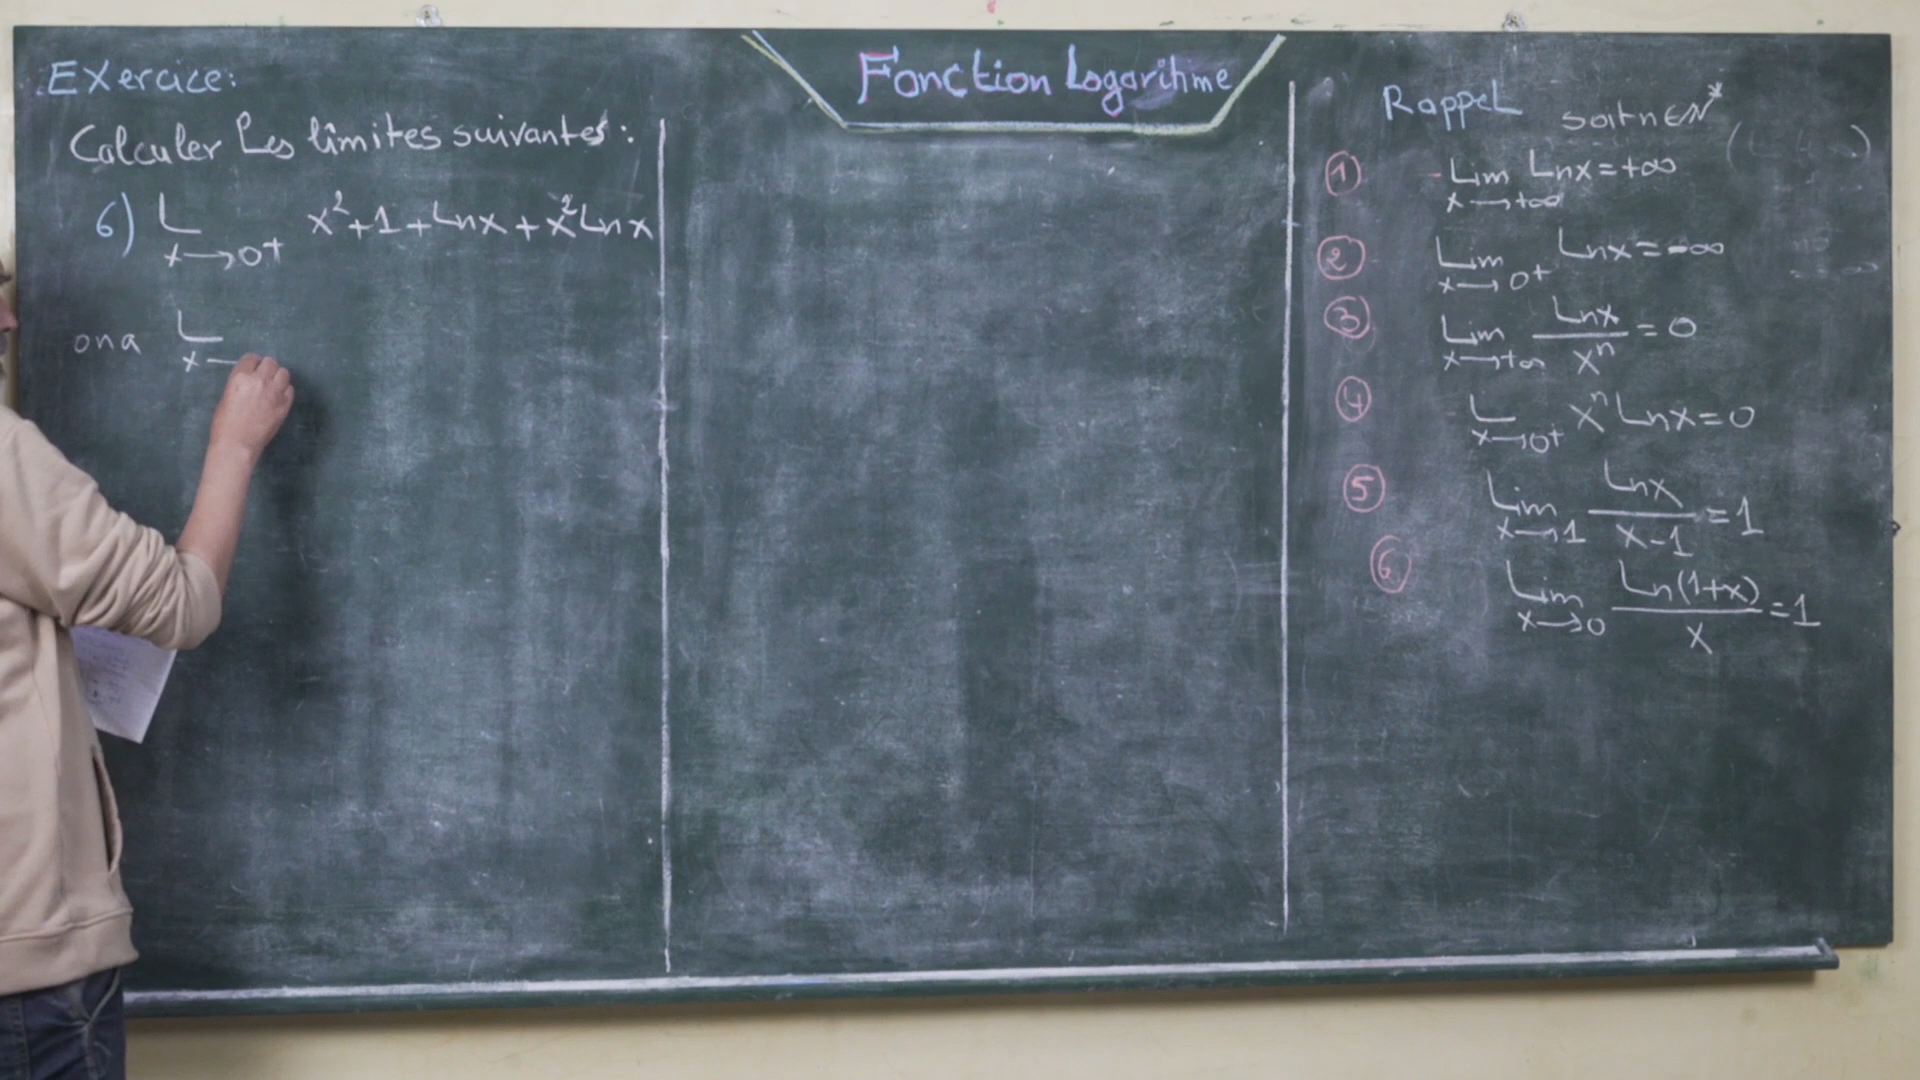 Exercice:
Calculer Les limites suivantes:
6) L x→0+ x²+1+Lnx+x²Lnx
on a L x—
Fonction Logarithme
Rappel soit n∈N*
① Lim x→+∞ Lnx=+∞
② Lim x→0+ Lnx=-∞
③ Lim x→+∞ Lnx/xⁿ = 0
④ L x→0+ xⁿLnx=0
⑤ Lim x→1 Lnx/x-1 = 1
⑥ Lim x→0 Ln(1+x)/x = 1